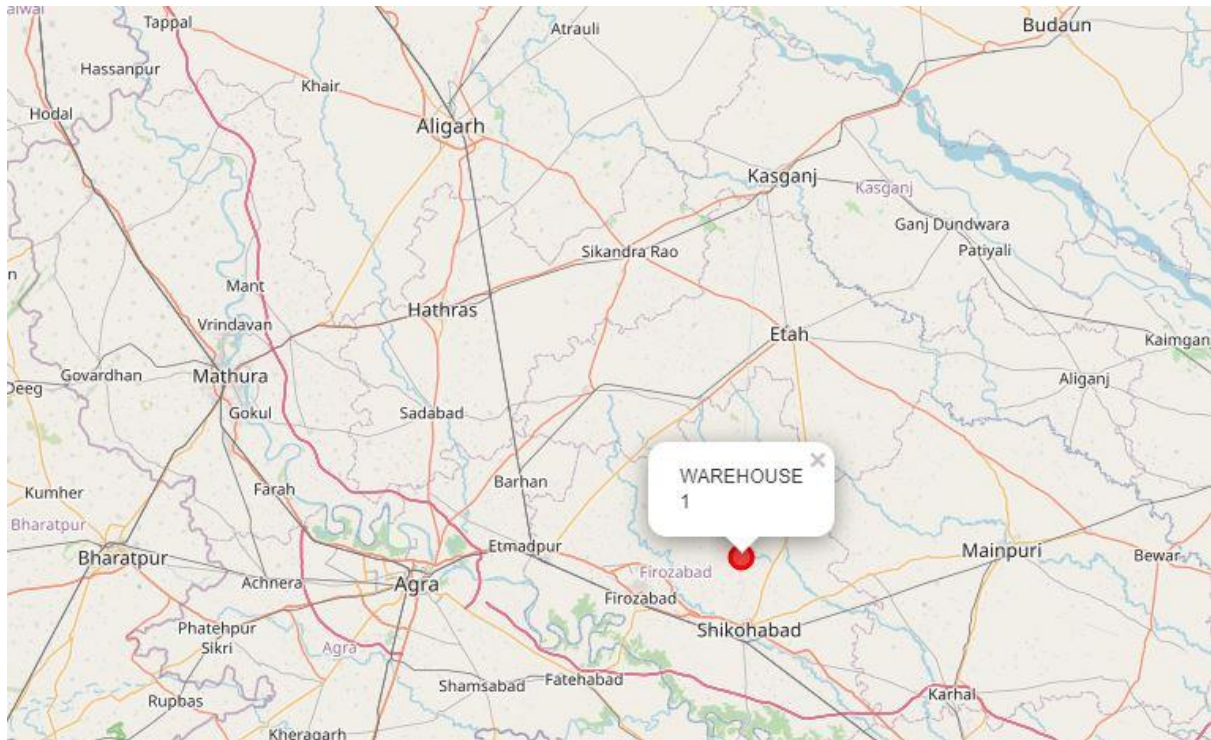 Tappal
Atrauli
Budaun
Hassanpur
Khair
Hodal
Aligarh
Kasganj
Kasganj
Ganj Dundwara
Patiyali
Sikandra Rao
Mant
Hathras
Vrindavan
Etah
Kaimgan
Govardhan
Mathura
Deeg
Aliganj
Gokul
Sadabad
WAREHOUSE
1
×
Barhan
Farah
Kumher
Bharatpur
Etmadpur
Mainpuri
Bewar
Bharatpur
Achnera
Agra
Firozabad
Firozabad
Phatehpur
Sikri
Agra
Shikohabad
Shamsabad
Fatehabad
Karhal
Rupbas
Kheragarh